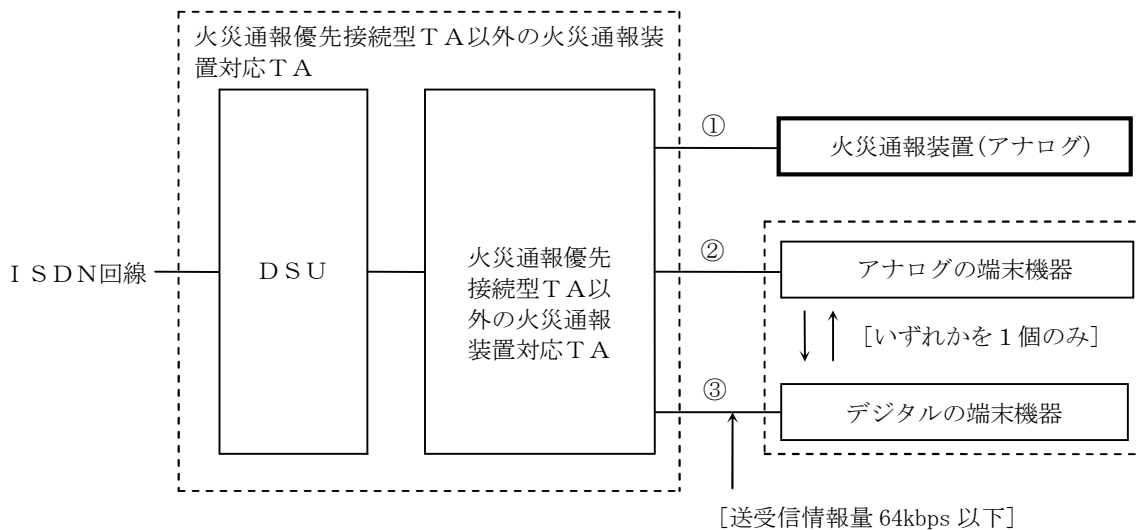 火災通報優先接続型ＴＡ以外の火災通報装
置対応ＴＡ
①
火災通報装置(アナログ)
ＩＳＤＮ回線
ＤＳＵ
火災通報優先
接続型ＴＡ以
外の火災通報
装置対応ＴＡ
②
アナログの端末機器
［いずれかを１個のみ］
③
デジタルの端末機器
［送受信情報量 64kbps 以下］